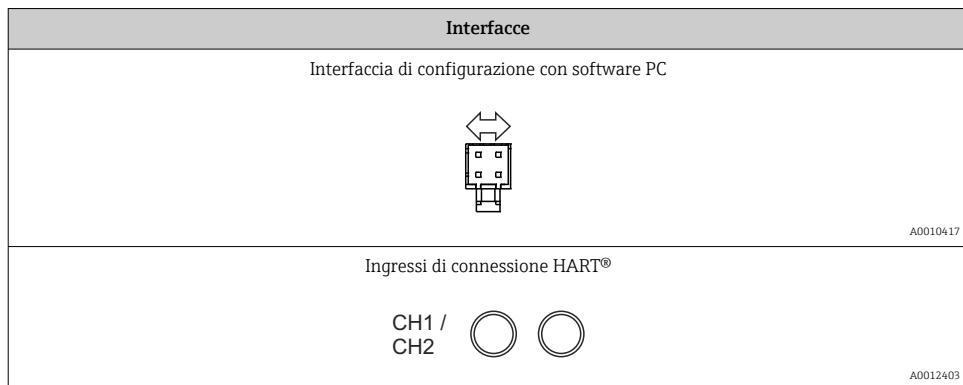 Interfacce
Interfaccia di configurazione con software PC
A0010417
Ingressi di connessione HART®
CH1 /
CH2
A0012403